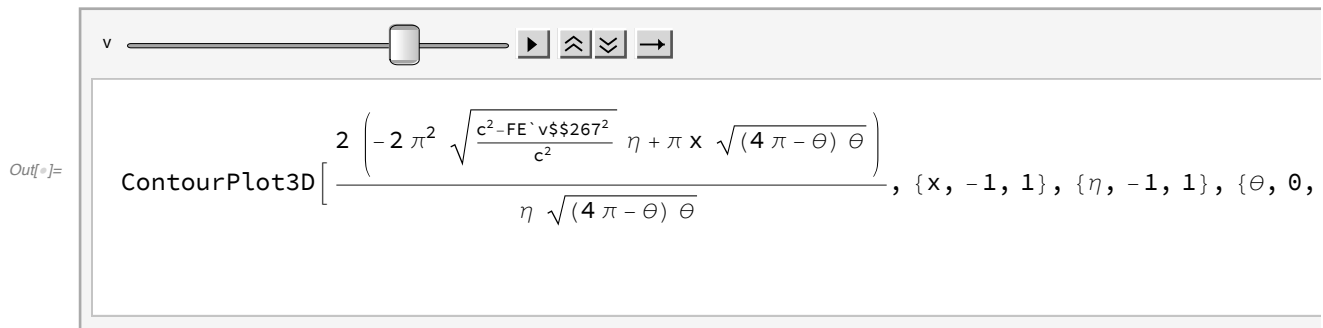 v
Out[•]= ContourPlot3D[ 2 (-2 π² √((c²-FE`v$$267²)/c²) η + π x √((4 π - θ) θ)) / (η √((4 π - θ) θ)), {x, -1, 1}, {η, -1, 1}, {θ, 0,